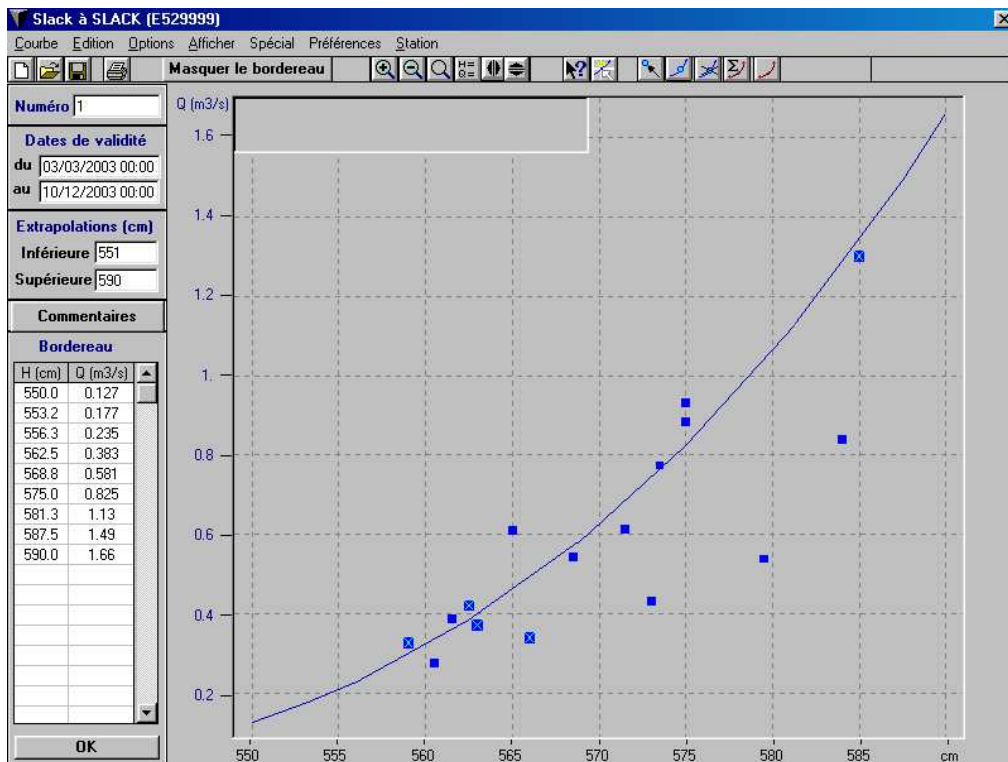 Slack à SLACK (E529999)
Courbe Edition Options Afficher Spécial Préférences Station
Masquer le bordereau H= Q= ? Σ
Numéro 1
Dates de validité
du 03/03/2003 00:00
au 10/12/2003 00:00
Extrapolations (cm)
Inférieure 551
Supérieure 590
Commentaires
Bordereau
H (cm) Q (m3/s)
550.0 0.127
553.2 0.177
556.3 0.235
562.5 0.383
568.8 0.581
575.0 0.825
581.3 1.13
587.5 1.49
590.0 1.66
OK
Q (m3/s)
1.6
1.4
1.2
1.
0.8
0.6
0.4
0.2
550 555 560 565 570 575 580 585 cm